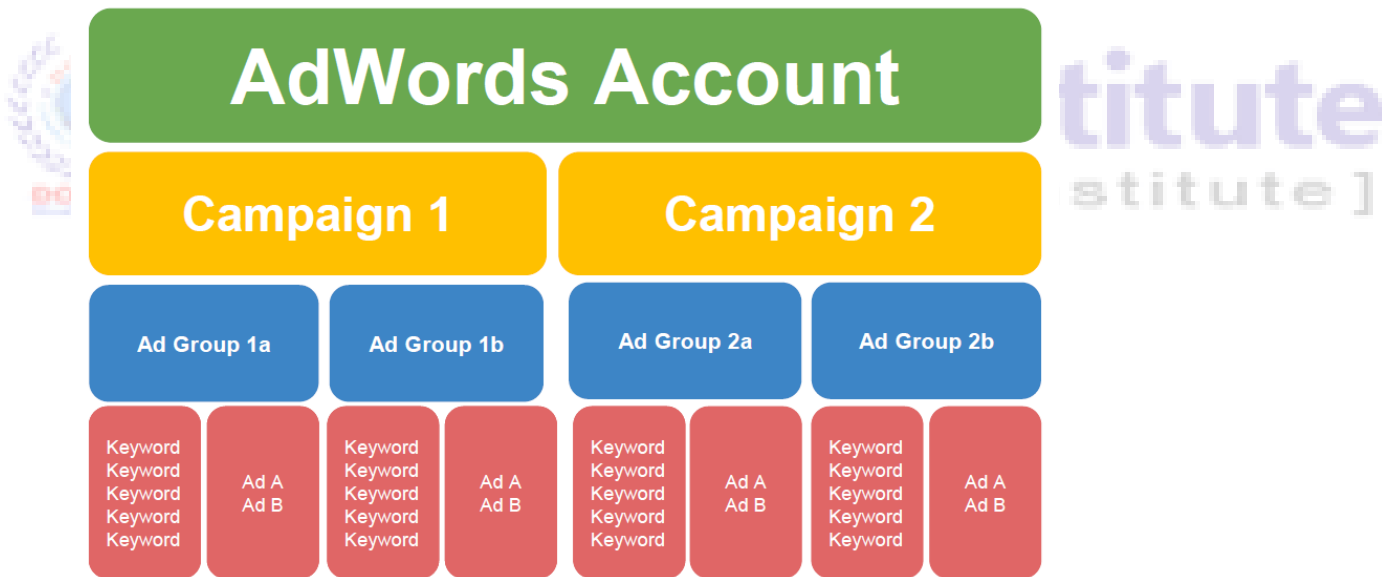 AdWords Account
titute
stitute]
Campaign 1
Campaign 2
Ad Group 1a
Ad Group 1b
Ad Group 2a
Ad Group 2b
Keyword
Keyword
Keyword
Keyword
Keyword
Ad A
Ad B
Keyword
Keyword
Keyword
Keyword
Keyword
Ad A
Ad B
Keyword
Keyword
Keyword
Keyword
Keyword
Ad A
Ad B
Keyword
Keyword
Keyword
Keyword
Keyword
Ad A
Ad B